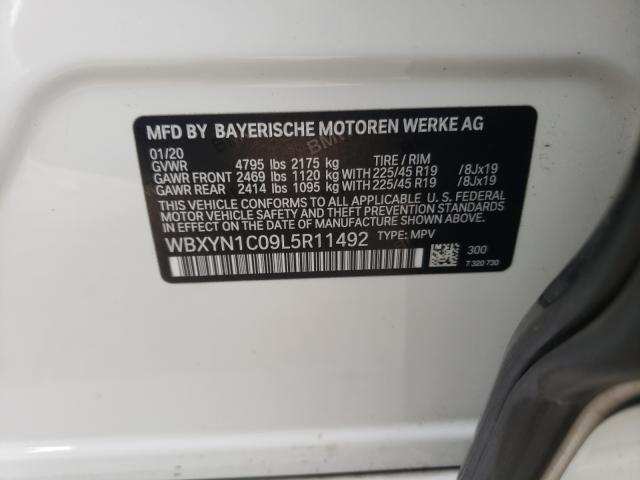 MFD BY BAYERISCHE MOTOREN WERKE AG
01/20
GVWR 4795 lbs 2175 kg TIRE / RIM
GAWR FRONT 2469 lbs 1120 kg WITH 225/45 R19 /8Jx19
GAWR REAR 2414 lbs 1095 kg WITH 225/45 R19 /8Jx19
THIS VEHICLE CONFORMS TO ALL APPLICABLE FEDERAL
MOTOR VEHICLE SAFETY STANDARDS
IN EFFECT ON THE DATE OF MANUFACTURE SHOWN ABOVE.
WBXYN1C09L5R11492 TYPE: MPV
300
7 320 730